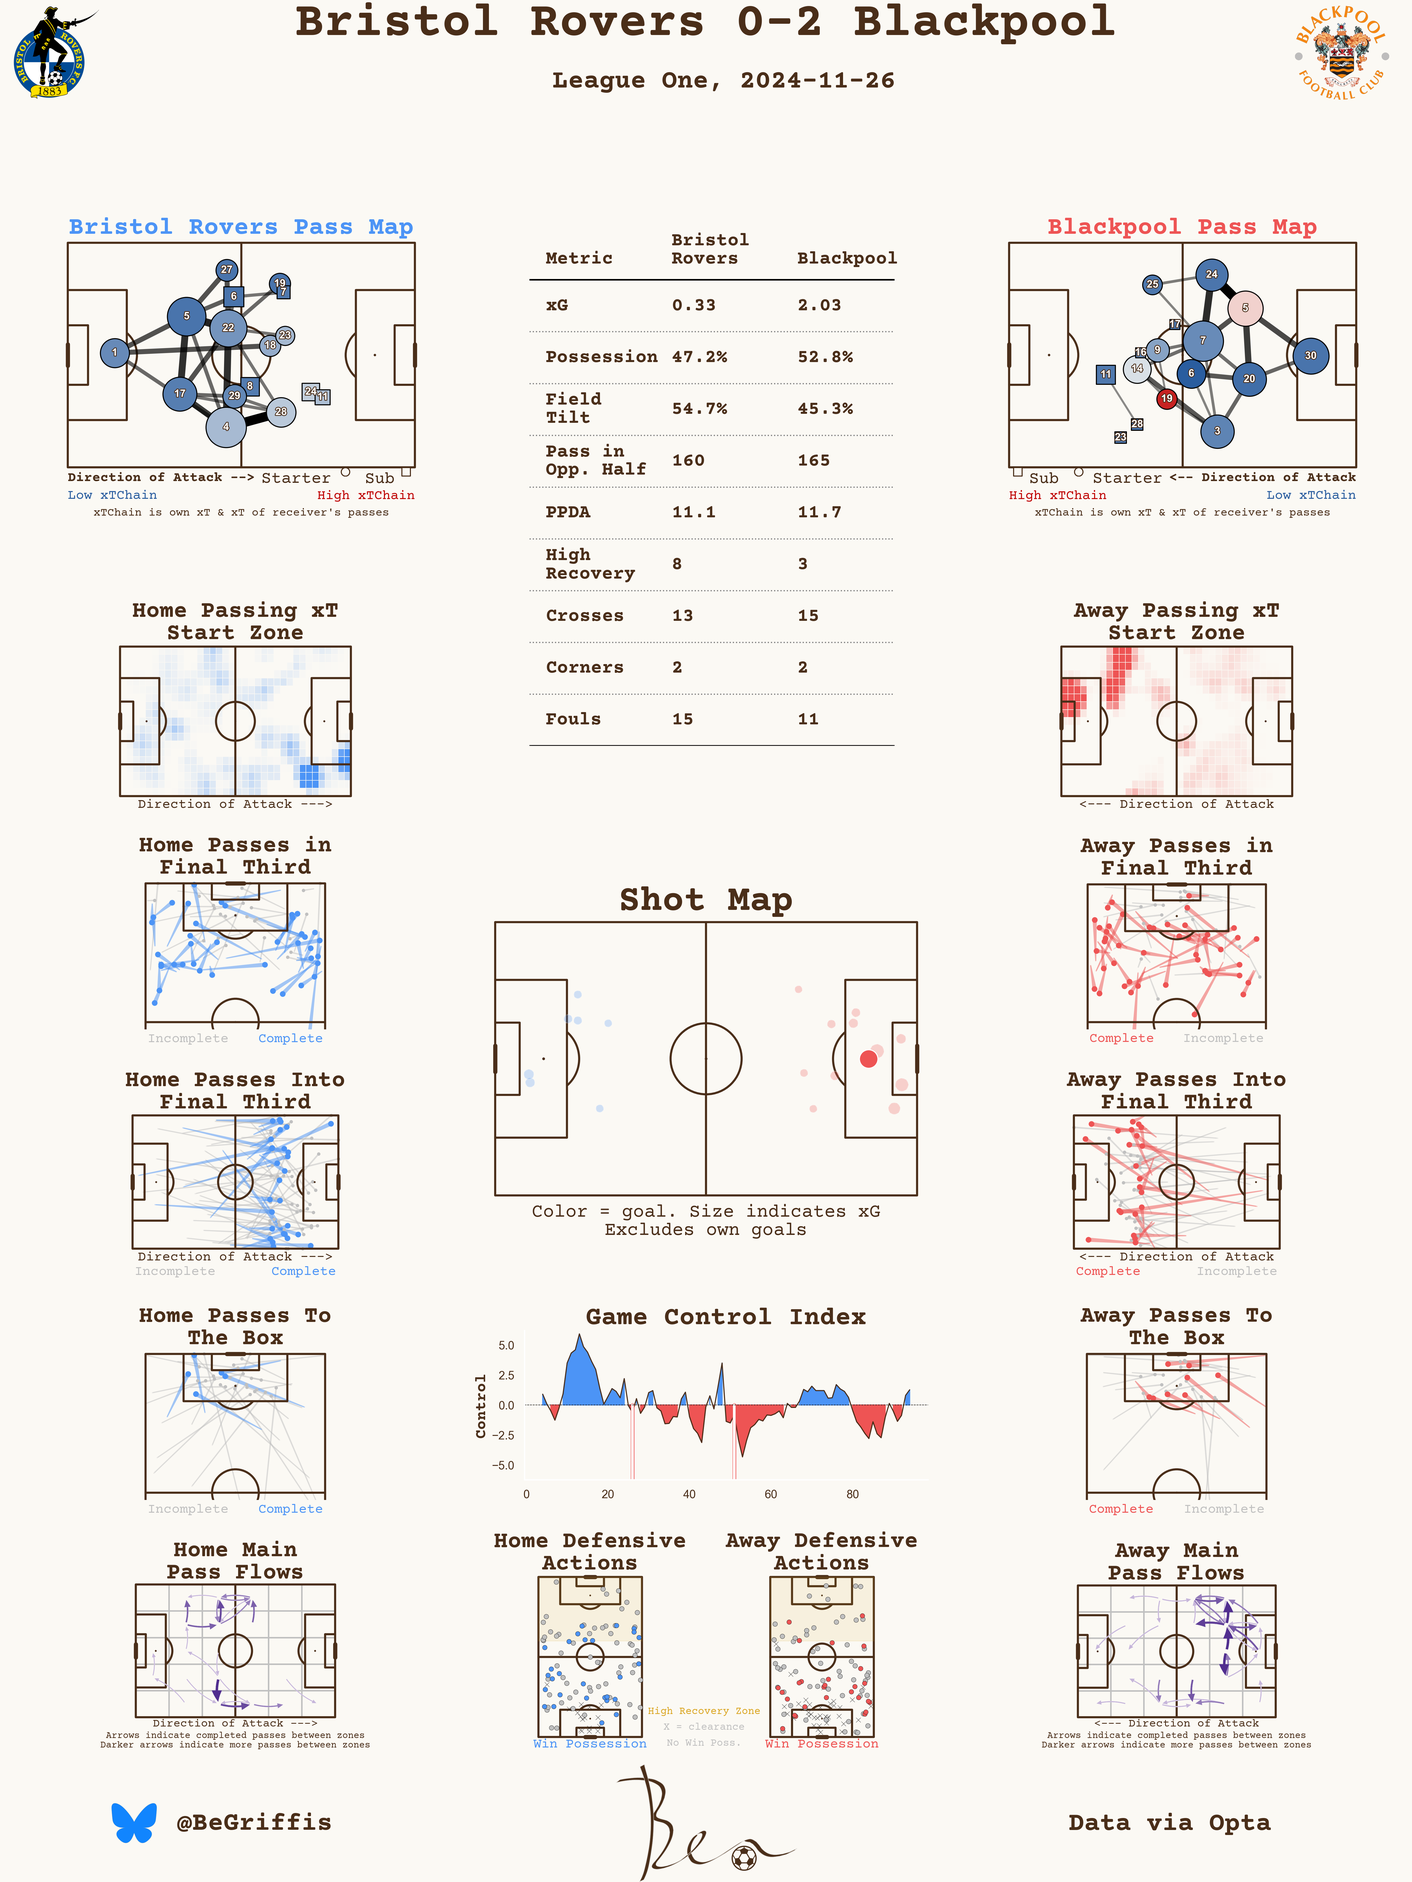 Bristol Rovers 0-2 Blackpool
League One, 2024-11-26
BRISTOL ROVERS F.C.
1883
BLACKPOOL
FOOTBALL CLUB
Bristol Rovers Pass Map
27
19
7
6
5
22
23
18
1
8
17
29
24
11
28
4
Direction of Attack --> Starter Sub
Low xTChain High xTChain
xTChain is own xT & xT of receiver's passes
Metric Bristol Rovers Blackpool
xG 0.33 2.03
Possession 47.2% 52.8%
Field Tilt 54.7% 45.3%
Pass in Opp. Half 160 165
PPDA 11.1 11.7
High Recovery 8 3
Crosses 13 15
Corners 2 2
Fouls 15 11
Blackpool Pass Map
24
25
5
17
7
16
9
30
14
11
6
20
19
28
3
23
Sub Starter <-- Direction of Attack
High xTChain Low xTChain
xTChain is own xT & xT of receiver's passes
Home Passing xT
Start Zone
Direction of Attack --->
Away Passing xT
Start Zone
<--- Direction of Attack
Home Passes in
Final Third
Incomplete Complete
Away Passes in
Final Third
Complete Incomplete
Shot Map
Color = goal. Size indicates xG
Excludes own goals
Home Passes Into
Final Third
Direction of Attack --->
Incomplete Complete
Away Passes Into
Final Third
<--- Direction of Attack
Complete Incomplete
Home Passes To
The Box
Incomplete Complete
Game Control Index
Control
5.0
2.5
0.0
−2.5
−5.0
0 20 40 60 80
Away Passes To
The Box
Complete Incomplete
Home Main
Pass Flows
Direction of Attack --->
Arrows indicate completed passes between zones
Darker arrows indicate more passes between zones
Home Defensive
Actions
Win Possession
High Recovery Zone
X = clearance
No Win Poss.
Away Defensive
Actions
Win Possession
Away Main
Pass Flows
<--- Direction of Attack
Arrows indicate completed passes between zones
Darker arrows indicate more passes between zones
@BeGriffis
Ben
Data via Opta